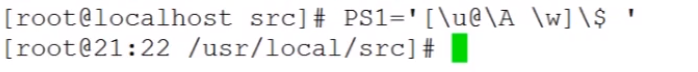 [root@localhost src]# PS1='[\u@\A \w]\$ '
[root@21:22 /usr/local/src]#